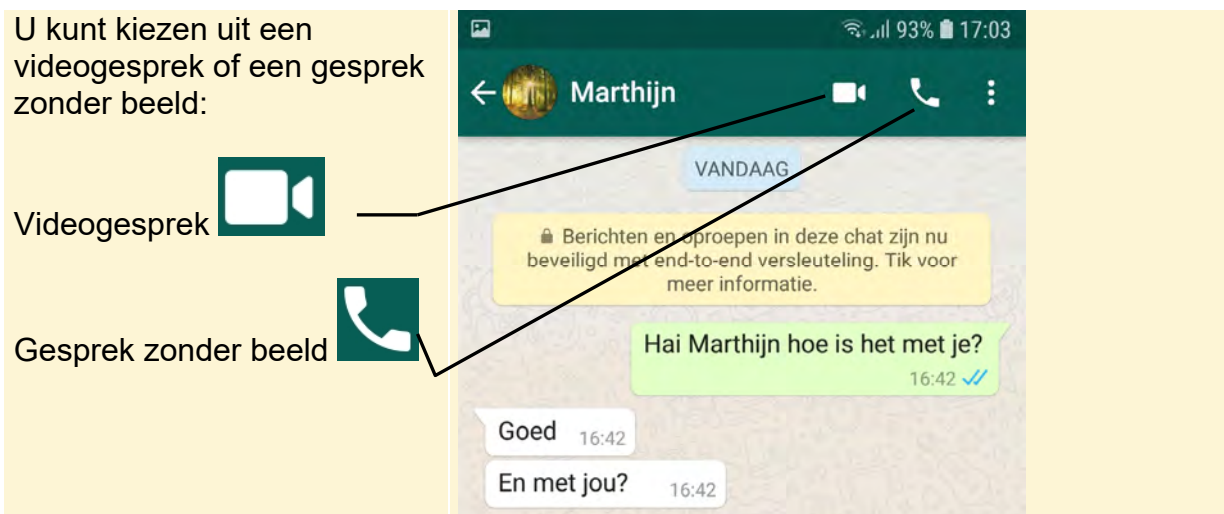 U kunt kiezen uit een
videogesprek of een gesprek
zonder beeld:
Videogesprek
Gesprek zonder beeld
93% 17:03
Marthijn
VANDAAG
Berichten en oproepen in deze chat zijn nu
beveiligd met end-to-end versleuteling. Tik voor
meer informatie.
Hai Marthijn hoe is het met je?
16:42
Goed 16:42
En met jou? 16:42